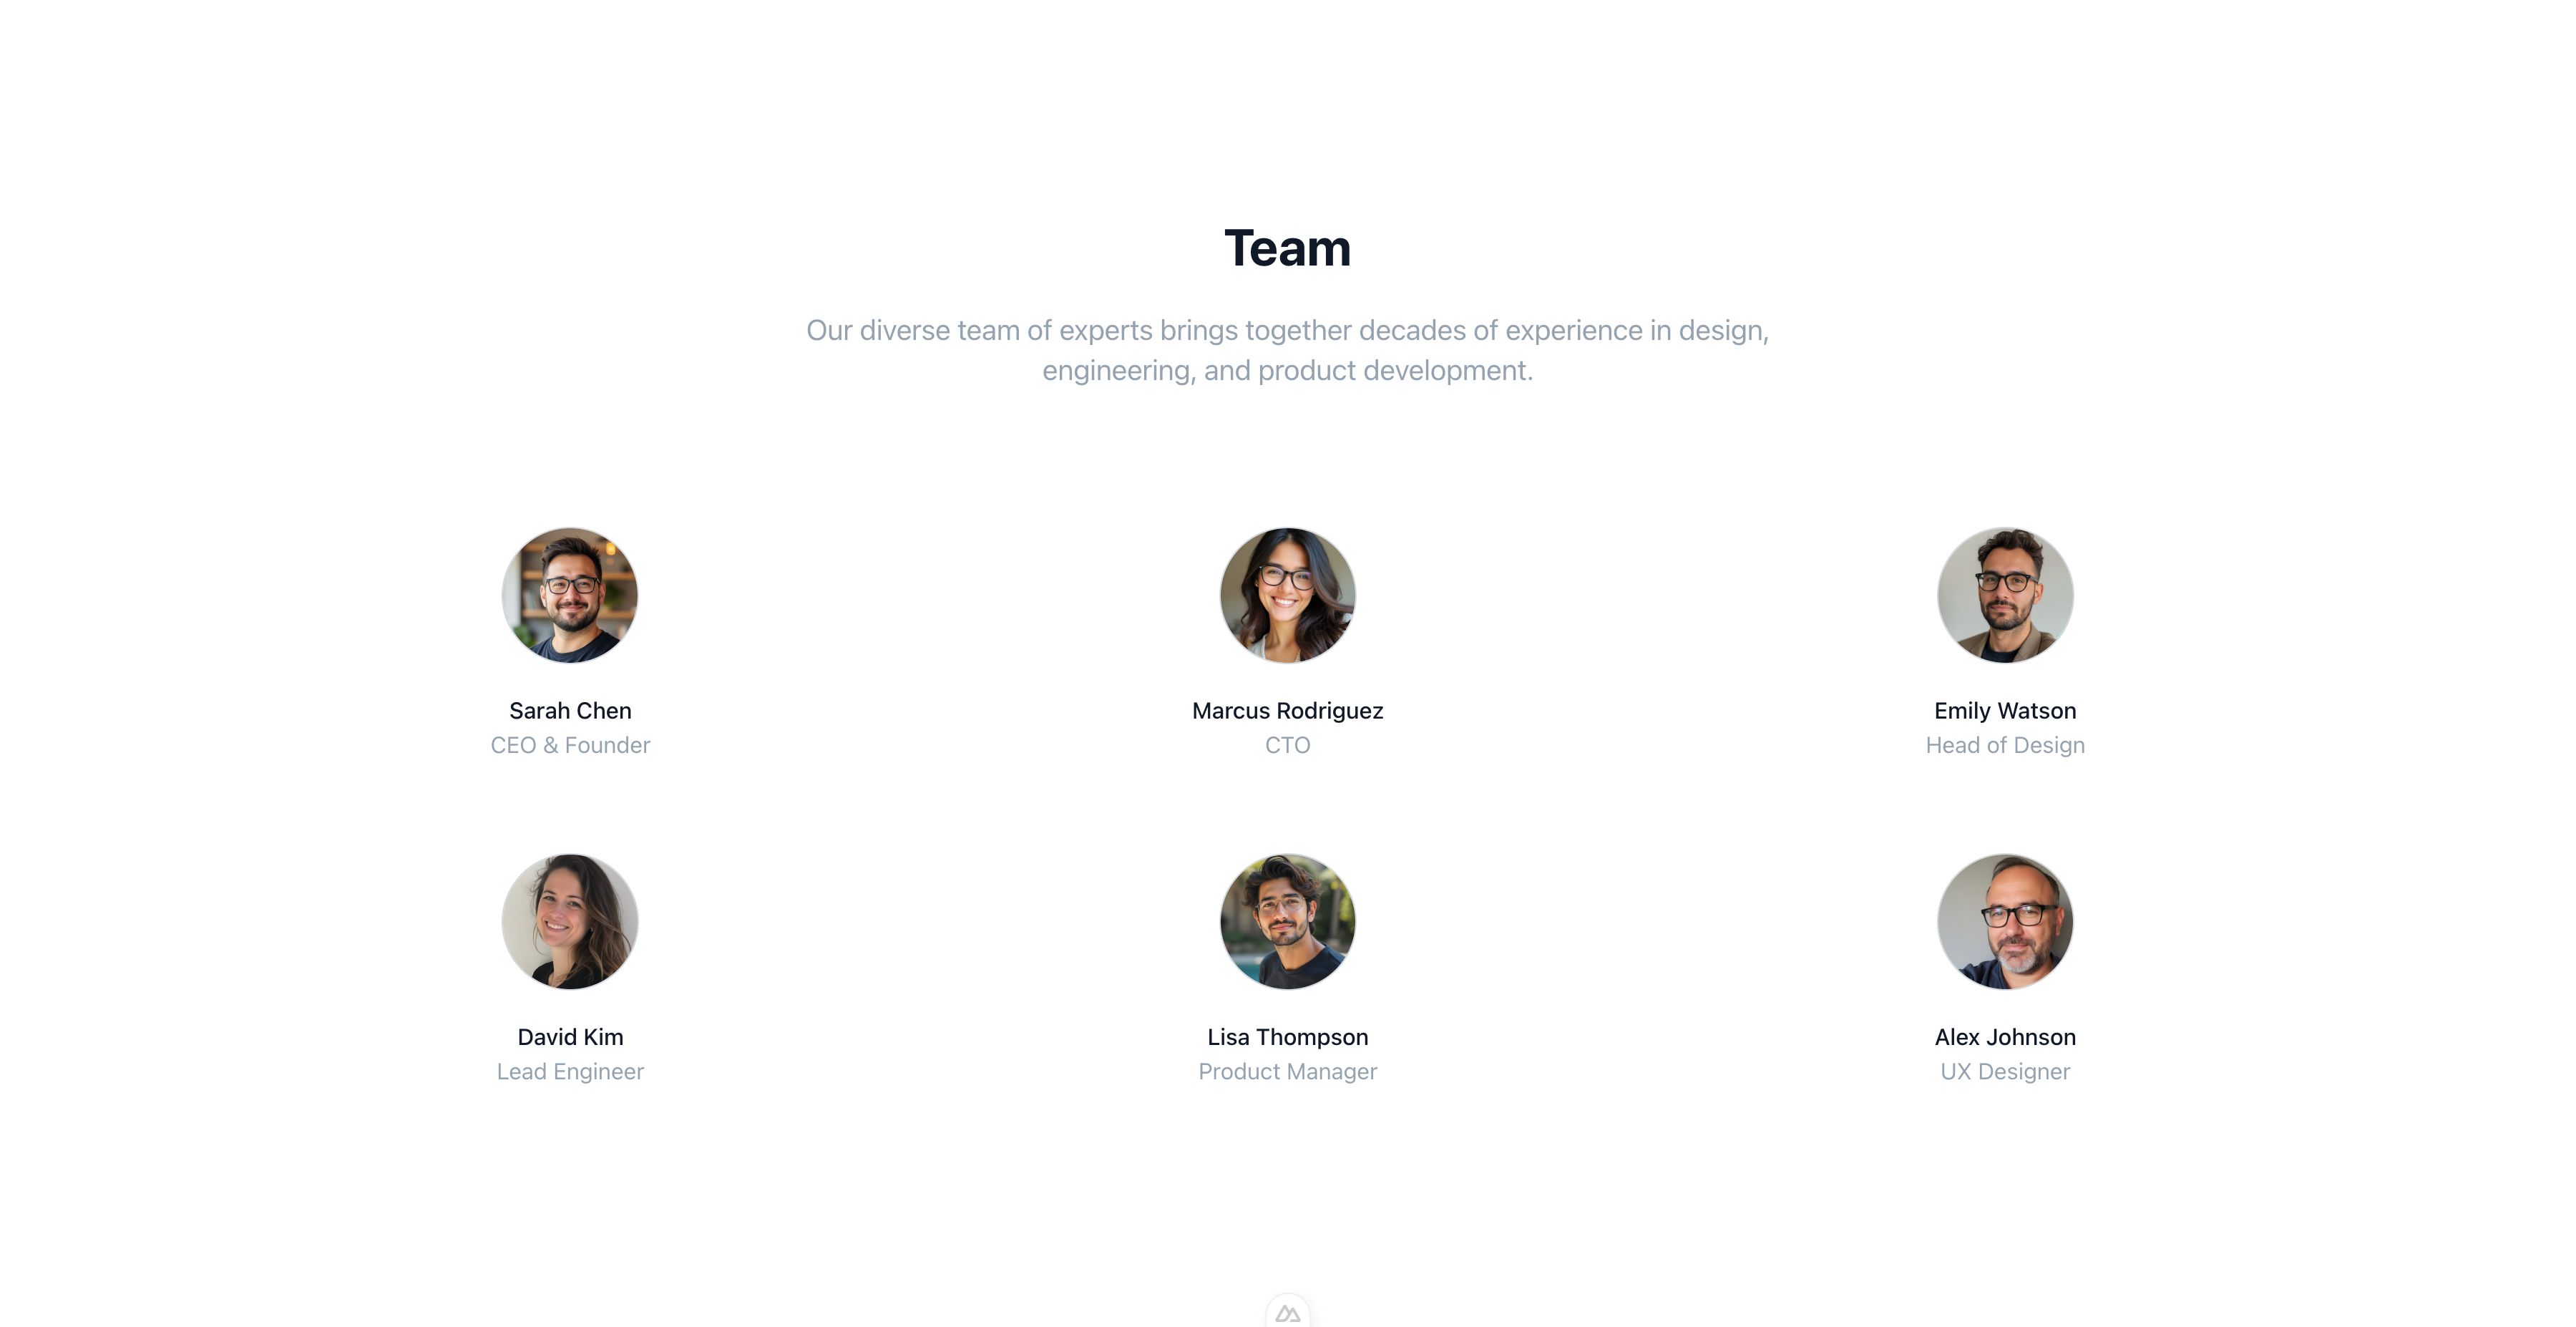 Team
Our diverse team of experts brings together decades of experience in design,
engineering, and product development.
Sarah Chen
CEO & Founder
Marcus Rodriguez
CTO
Emily Watson
Head of Design
David Kim
Lead Engineer
Lisa Thompson
Product Manager
Alex Johnson
UX Designer